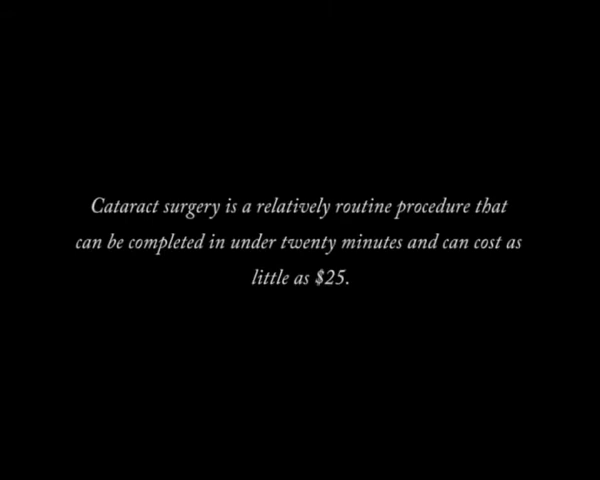 Cataract surgery is a relatively routine procedure that
can be completed in under twenty minutes and can cost as
little as $25.